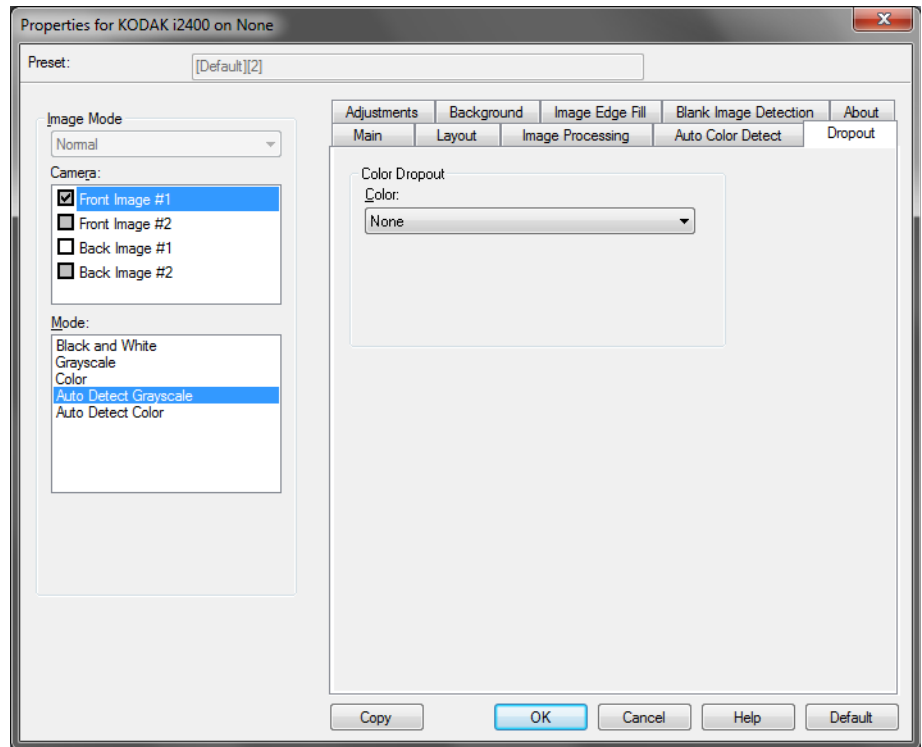 Properties for KODAK i2400 on None
Preset:
[Default][2]
Image Mode
Normal
Camera:
Front Image #1
Front Image #2
Back Image #1
Back Image #2
Mode:
Black and White
Grayscale
Color
Auto Detect Grayscale
Auto Detect Color
Adjustments Background Image Edge Fill Blank Image Detection About
Main Layout Image Processing Auto Color Detect Dropout
Color Dropout
Color:
None
Copy OK Cancel Help Default